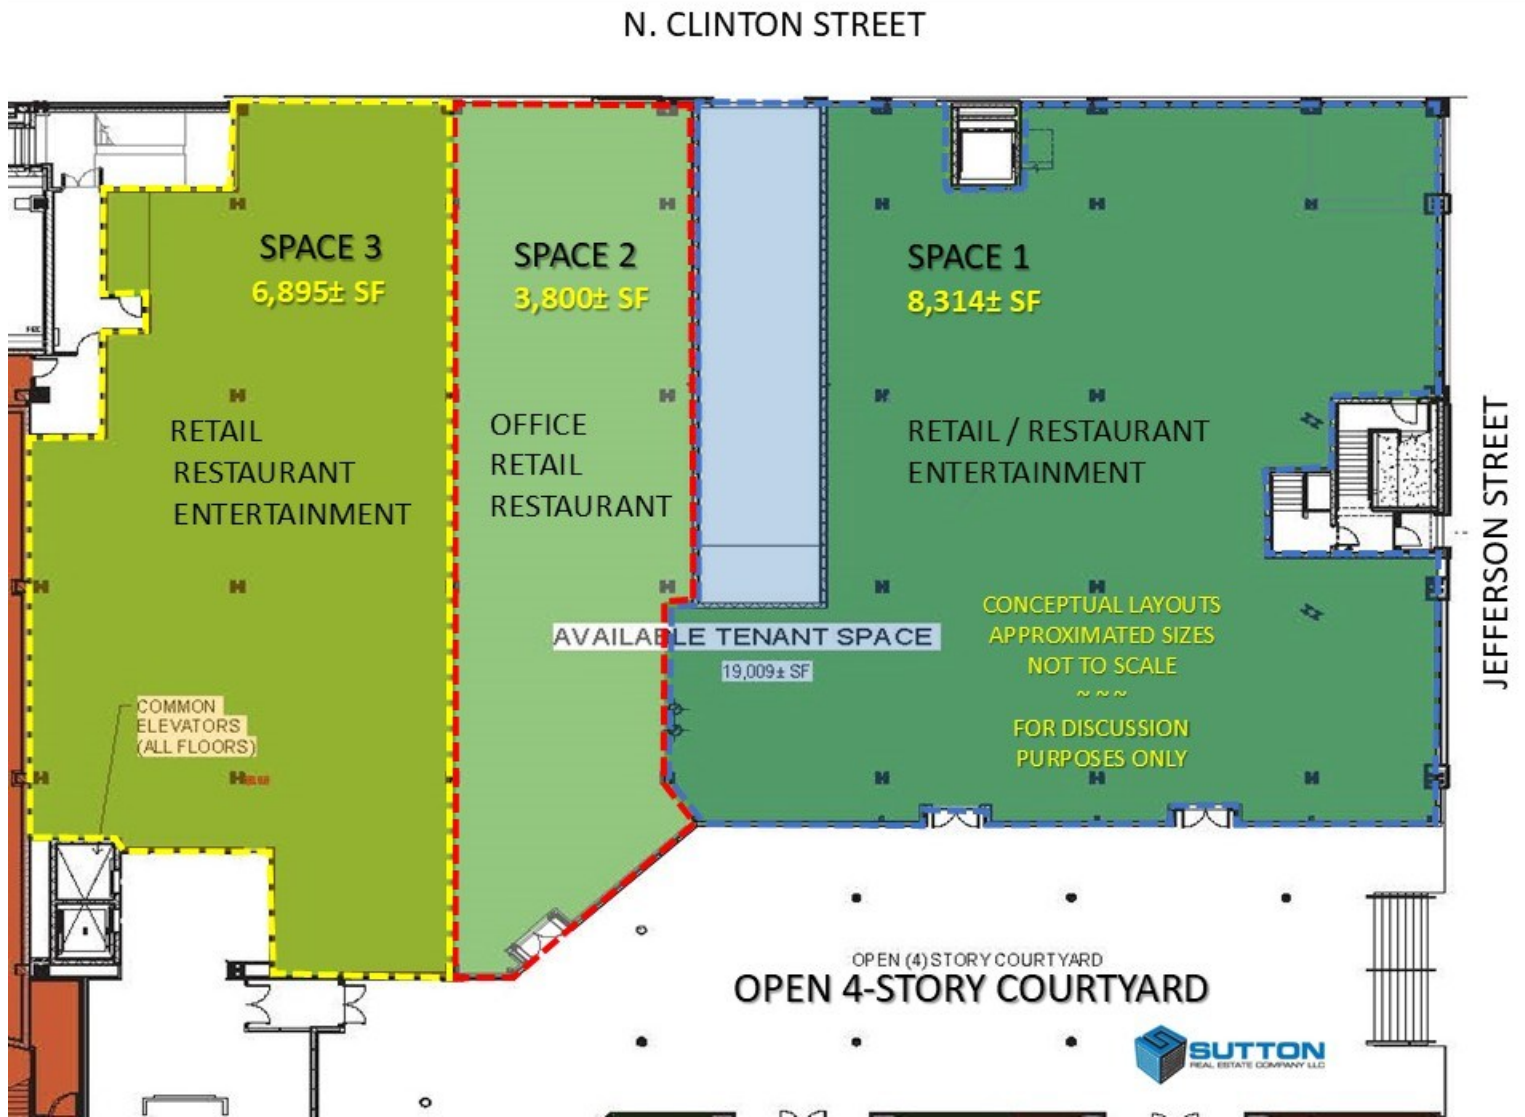 N. CLINTON STREET
SPACE 3
6,895± SF
SPACE 2
3,800± SF
SPACE 1
8,314± SF
RETAIL
RESTAURANT
ENTERTAINMENT
OFFICE
RETAIL
RESTAURANT
RETAIL / RESTAURANT
ENTERTAINMENT
JEFFERSON STREET
CONCEPTUAL LAYOUTS
APPROXIMATED SIZES
NOT TO SCALE
~ ~ ~
FOR DISCUSSION
PURPOSES ONLY
AVAILABLE TENANT SPACE
19,009± SF
COMMON
ELEVATORS
(ALL FLOORS)
OPEN (4) STORY COURTYARD
OPEN 4-STORY COURTYARD
SUTTON
REAL ESTATE COMPANY LLC